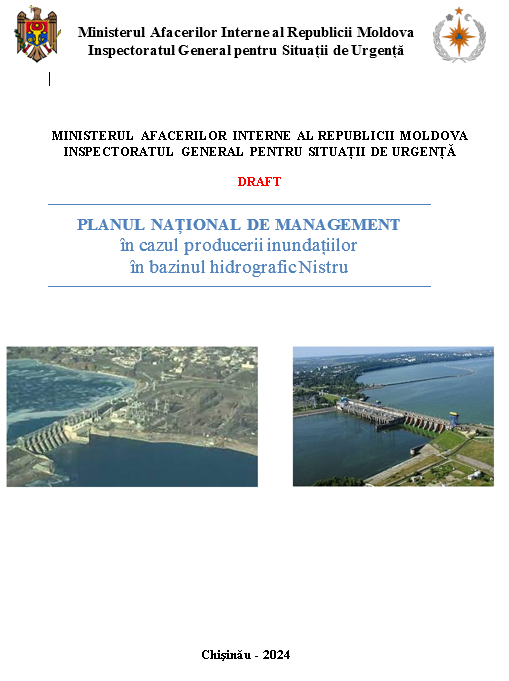 Ministerul Afacerilor Interne al Republicii Moldova
Inspectoratul General pentru Situații de Urgență
MINISTERUL AFACERILOR INTERNE AL REPUBLICII MOLDOVA
INSPECTORATUL GENERAL PENTRU SITUAȚII DE URGENȚĂ
DRAFT
PLANUL NAȚIONAL DE MANAGEMENT
în cazul producerii inundațiilor
în bazinul hidrografic Nistru
Chișinău - 2024